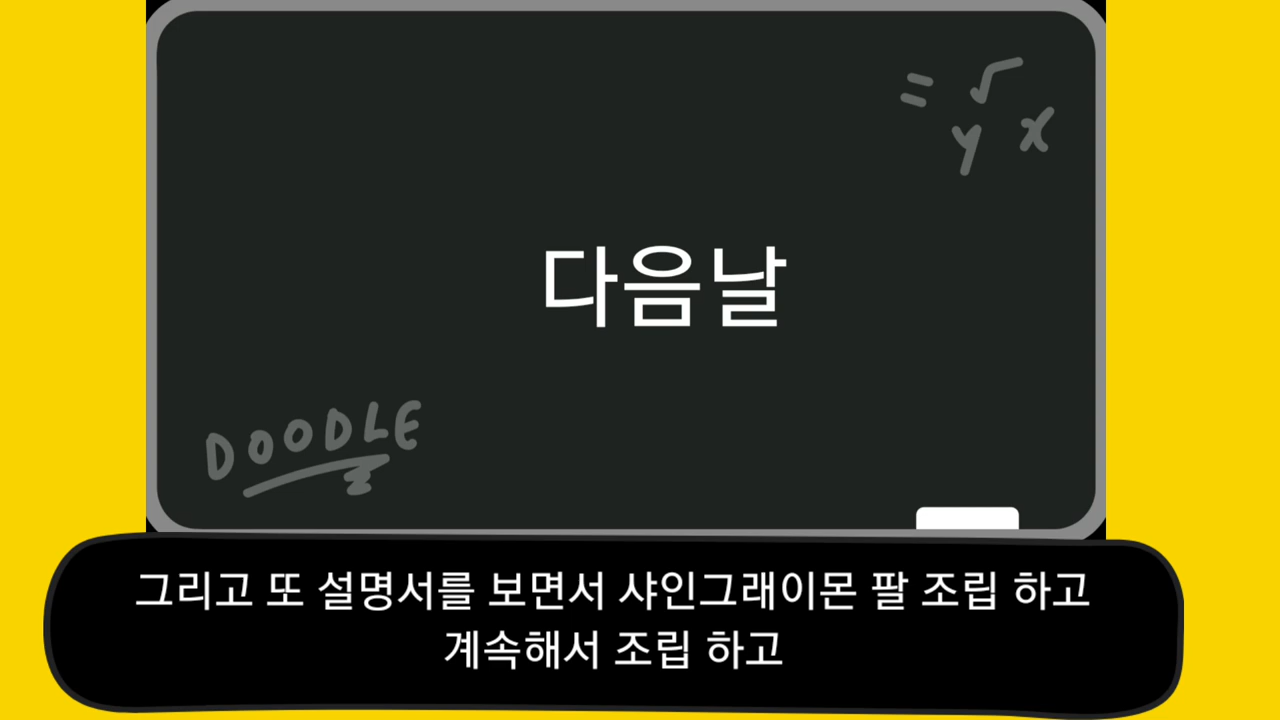 = √
y x
다음날
DOODLE
그리고 또 설명서를 보면서 샤인그래이몬 팔 조립 하고
계속해서 조립 하고